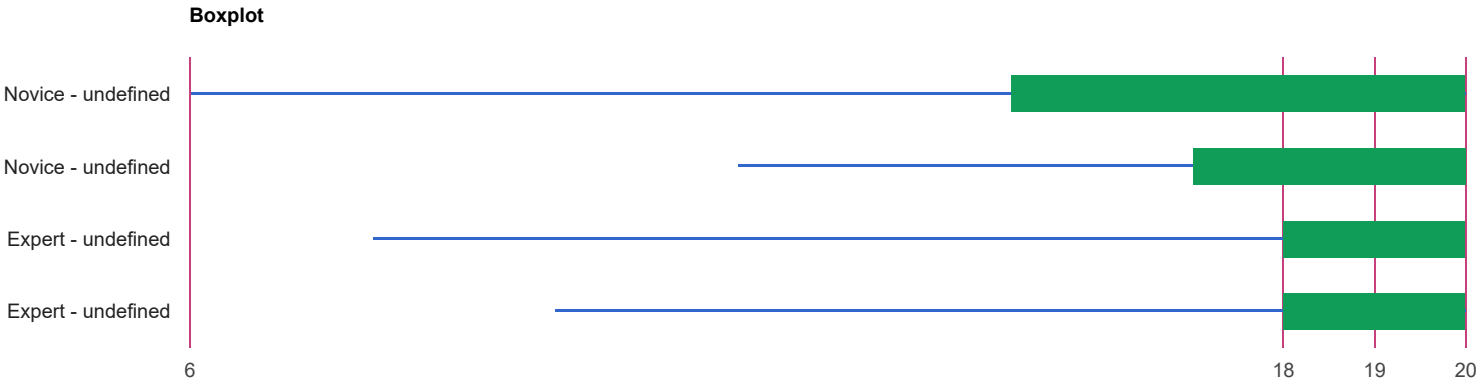 Boxplot
Novice - undefined
Novice - undefined
Expert - undefined
Expert - undefined
6 18 19 20